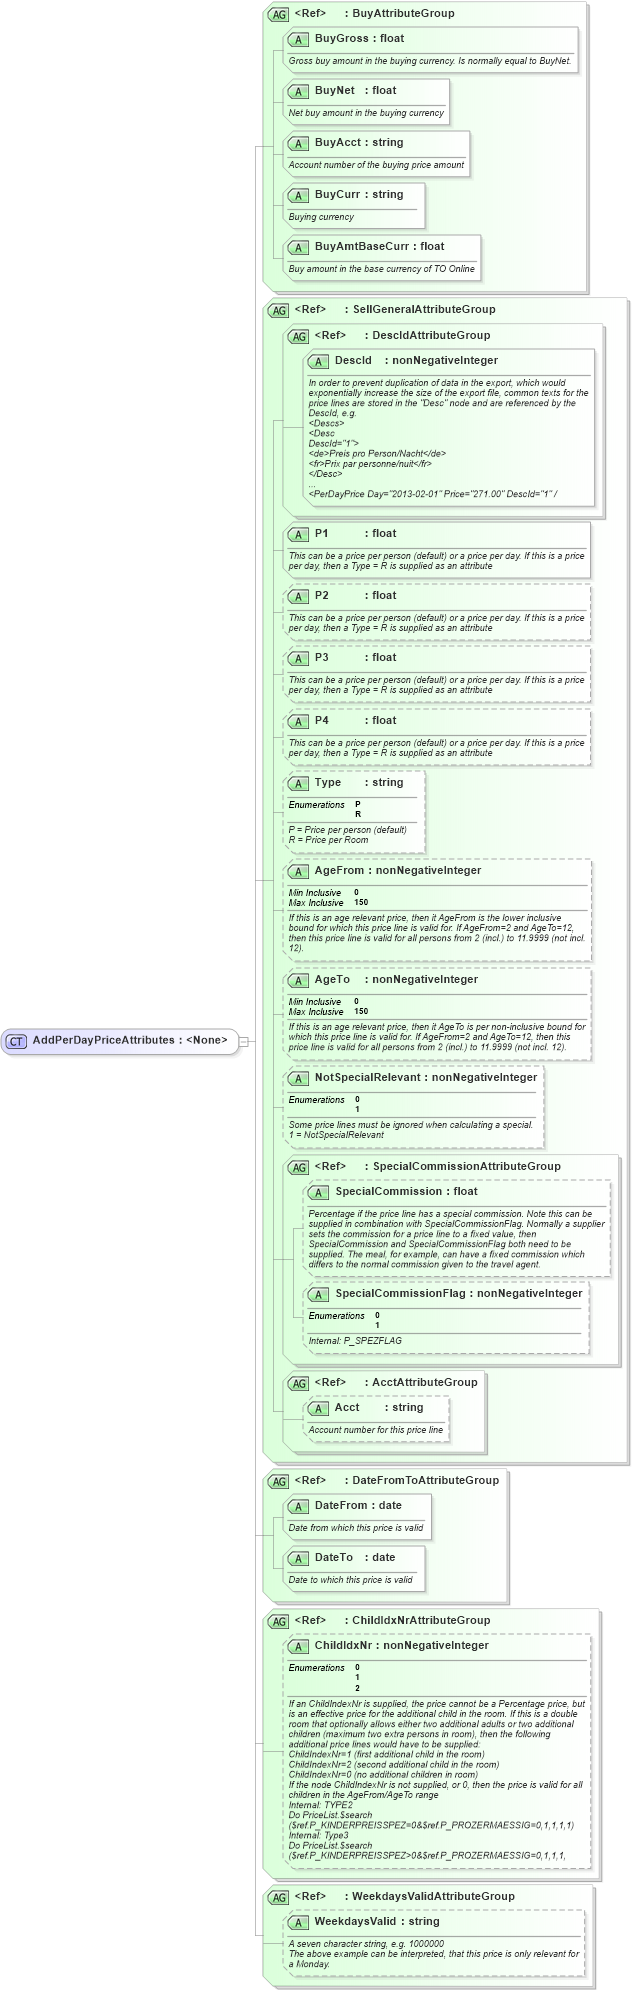 AG <Ref> : BuyAttributeGroup
A BuyGross : float
Gross buy amount in the buying currency. Is normally equal to BuyNet.
A BuyNet : float
Net buy amount in the buying currency
A BuyAcct : string
Account number of the buying price amount
A BuyCurr : string
Buying currency
A BuyAmtBaseCurr : float
Buy amount in the base currency of TO Online
AG <Ref> : SellGeneralAttributeGroup
AG <Ref> : DescIdAttributeGroup
A DescId : nonNegativeInteger
In order to prevent duplication of data in the export, which would
exponentially increase the size of the export file, common texts for the
price lines are stored in the "Desc" node and are referenced by the
DescId, e.g.
<Descs>
<Desc
DescId="1">
<de>Preis pro Person/Nacht</de>
<fr>Prix par personne/nuit</fr>
</Desc>
...
<PerDayPrice Day="2013-02-01" Price="271.00" DescId="1" /
A P1 : float
This can be a price per person (default) or a price per day. If this is a price
per day, then a Type = R is supplied as an attribute
A P2 : float
This can be a price per person (default) or a price per day. If this is a price
per day, then a Type = R is supplied as an attribute
A P3 : float
This can be a price per person (default) or a price per day. If this is a price
per day, then a Type = R is supplied as an attribute
A P4 : float
This can be a price per person (default) or a price per day. If this is a price
per day, then a Type = R is supplied as an attribute
A Type : string
Enumerations P
R
P = Price per person (default)
R = Price per Room
A AgeFrom : nonNegativeInteger
Min Inclusive 0
Max Inclusive 150
If this is an age relevant price, then it AgeFrom is the lower inclusive
bound for which this price line is valid for. If AgeFrom=2 and AgeTo=12,
then this price line is valid for all persons from 2 (incl.) to 11.9999 (not incl.
12).
A AgeTo : nonNegativeInteger
Min Inclusive 0
Max Inclusive 150
If this is an age relevant price, then it AgeTo is per non-inclusive bound for
which this price line is valid for. If AgeFrom=2 and AgeTo=12, then this
price line is valid for all persons from 2 (incl.) to 11.9999 (not incl. 12).
CT AddPerDayPriceAttributes : <None>
A NotSpecialRelevant : nonNegativeInteger
Enumerations 0
1
Some price lines must be ignored when calculating a special.
1 = NotSpecialRelevant
AG <Ref> : SpecialCommissionAttributeGroup
A SpecialCommission : float
Percentage if the price line has a special commission. Note this can be
supplied in combination with SpecialCommissionFlag. Normally a supplier
sets the commission for a price line to a fixed value, then
SpecialCommission and SpecialCommissionFlag both need to be
supplied. The meal, for example, can have a fixed commission which
differs to the normal commission given to the travel agent.
A SpecialCommissionFlag : nonNegativeInteger
Enumerations 0
1
Internal: P_SPEZFLAG
AG <Ref> : AcctAttributeGroup
A Acct : string
Account number for this price line
AG <Ref> : DateFromToAttributeGroup
A DateFrom : date
Date from which this price is valid
A DateTo : date
Date to which this price is valid
AG <Ref> : ChildIdxNrAttributeGroup
A ChildIdxNr : nonNegativeInteger
Enumerations 0
1
2
If an ChildIndexNr is supplied, the price cannot be a Percentage price, but
is an effective price for the additional child in the room. If this is a double
room that optionally allows either two additional adults or two additional
children (maximum two extra persons in room), then the following
additional price lines would have to be supplied:
ChildIndexNr=1 (first additional child in the room)
ChildIndexNr=2 (second additional child in the room)
ChildIndexNr=0 (no additional children in room)
If the node ChildIndexNr is not supplied, or 0, then the price is valid for all
children in the AgeFrom/AgeTo range
Internal: TYPE2
Do PriceList.$search
($ref.P_KINDERPREISSPEZ=0&$ref.P_PROZERMAESSIG=0,1,1,1,1)
Internal: Type3
Do PriceList.$search
($ref.P_KINDERPREISSPEZ>0&$ref.P_PROZERMAESSIG=0,1,1,1,
AG <Ref> : WeekdaysValidAttributeGroup
A WeekdaysValid : string
A seven character string, e.g. 1000000
The above example can be interpreted, that this price is only relevant for
a Monday.